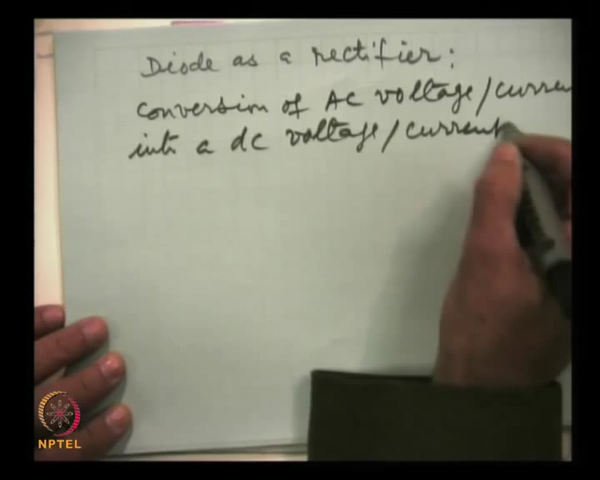 Diode as a rectifier:
conversion of AC voltage/curren
into a dc voltage/current
NPTEL